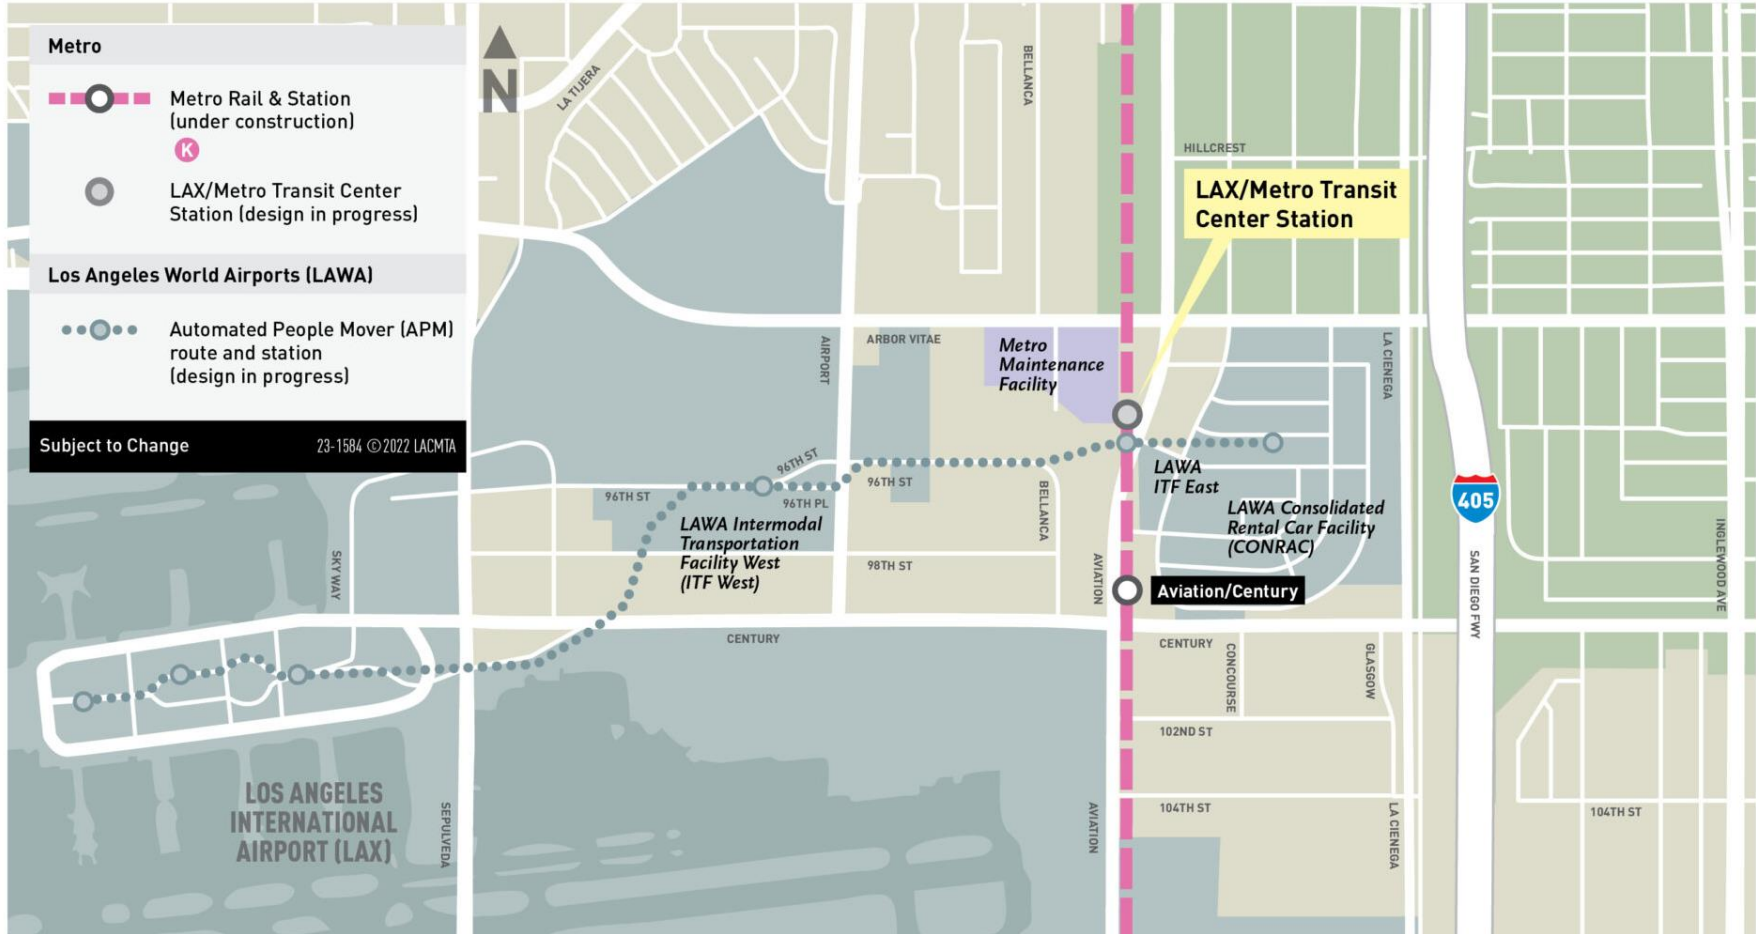 Metro
Metro Rail & Station
(under construction)
K
LAX/Metro Transit Center
Station (design in progress)
Los Angeles World Airports (LAWA)
Automated People Mover (APM)
route and station
(design in progress)
Subject to Change
23-1584 ©2022 LACMTA
N
LA TIJERA
BELLANCA
HILLCREST
LAX/Metro Transit
Center Station
ARBOR VITAE
AIRPORT
Metro
Maintenance
Facility
LA CIENEGA
96TH ST
96TH ST
96TH PL
96TH ST
LAWA Intermodal
Transportation
Facility West
(ITF West)
BELLANCA
LAWA
ITF East
LAWA Consolidated
Rental Car Facility
(CONRAC)
405
SKY WAY
98TH ST
AVIATION
Aviation/Century
SAN DIEGO FWY
INGLEWOOD AVE
CENTURY
CENTURY
CONCOURSE
GLASGOW
102ND ST
LOS ANGELES
INTERNATIONAL
AIRPORT (LAX)
SEPULVEDA
AVIATION
104TH ST
LA CIENEGA
104TH ST